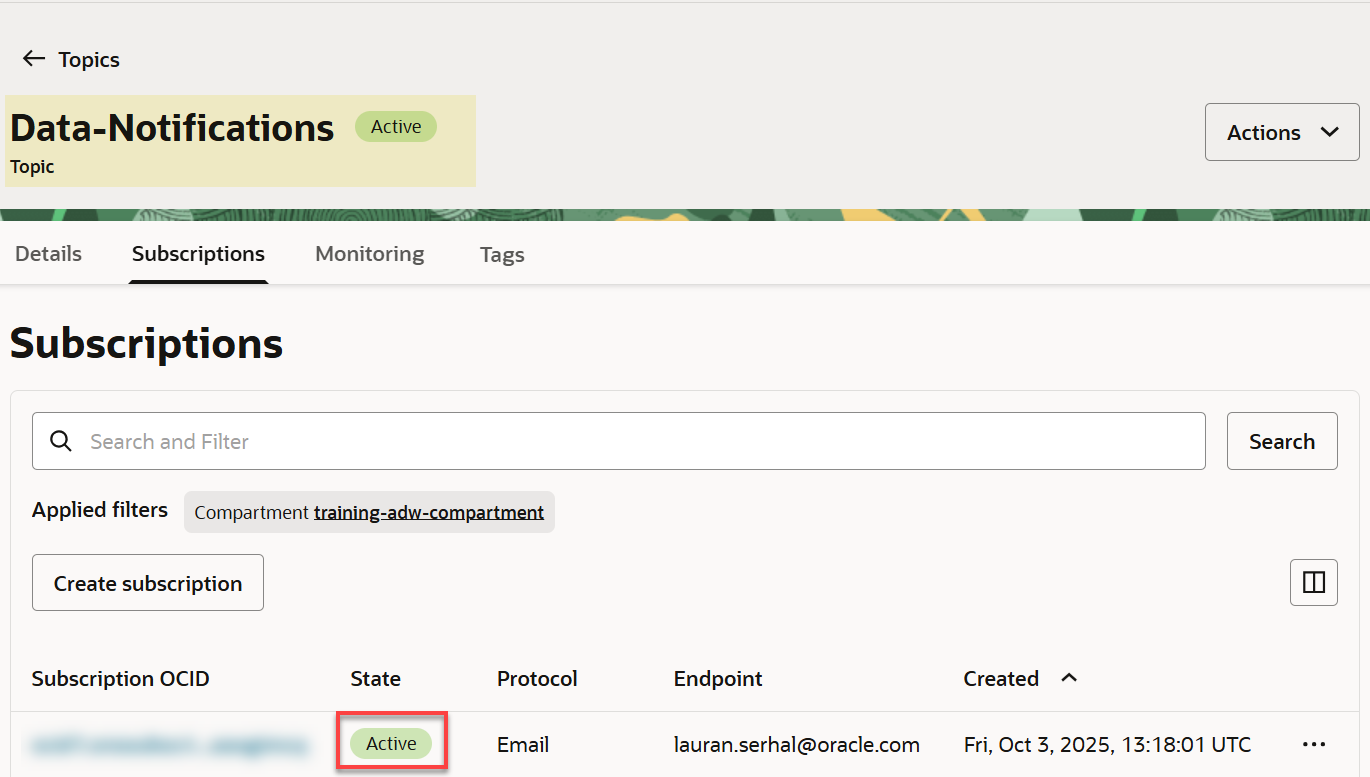 Topics
Data-Notifications Active
Topic
Actions
Details Subscriptions Monitoring Tags
Subscriptions
Search and Filter
Search
Applied filters Compartment training-adw-compartment
Create subscription
Subscription OCID State Protocol Endpoint Created
Active Email lauran.serhal@oracle.com Fri, Oct 3, 2025, 13:18:01 UTC